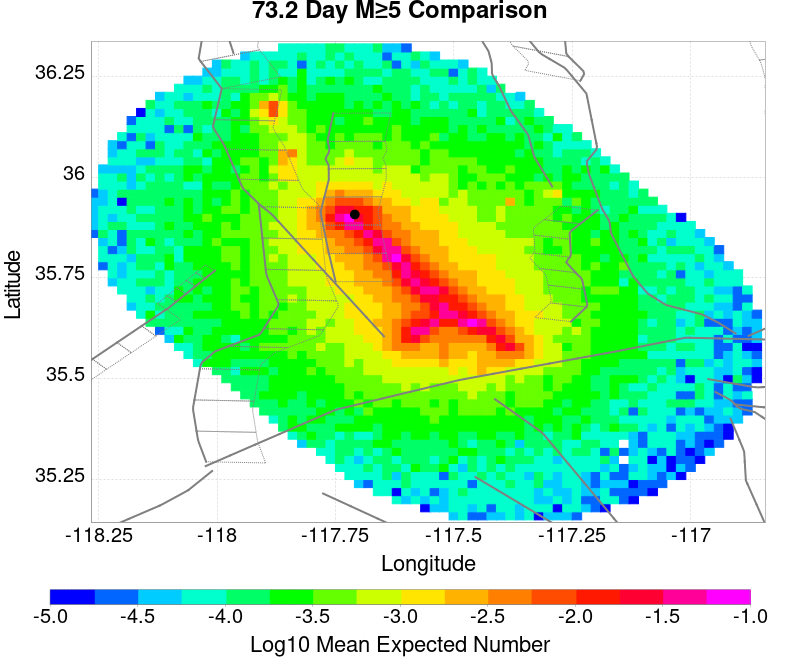 73.2 Day M≥5 Comparison
36.25
36
35.75
35.5
35.25
Latitude
-118.25 -118 -117.75 -117.5 -117.25 -117
Longitude
-5.0 -4.5 -4.0 -3.5 -3.0 -2.5 -2.0 -1.5 -1.0
Log10 Mean Expected Number